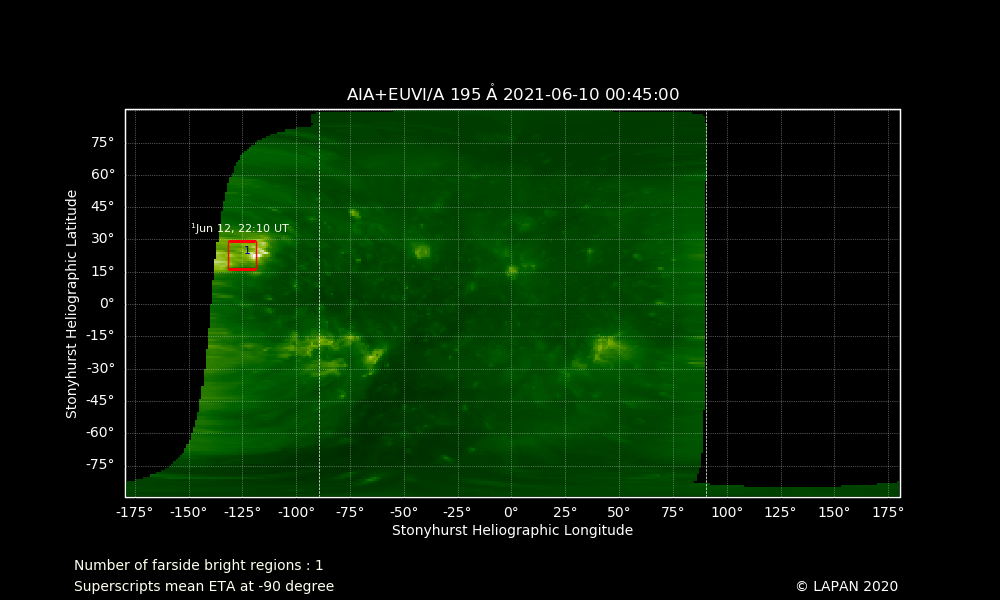 AIA+EUVI/A 195 Å 2021-06-10 00:45:00
75°
60°
45°
30°
15°
0°
-15°
-30°
-45°
-60°
-75°
Stonyhurst Heliographic Latitude
¹Jun 12, 22:10 UT
1
-175° -150° -125° -100° -75° -50° -25° 0° 25° 50° 75° 100° 125° 150° 175°
Stonyhurst Heliographic Longitude
Number of farside bright regions : 1
Superscripts mean ETA at -90 degree
© LAPAN 2020